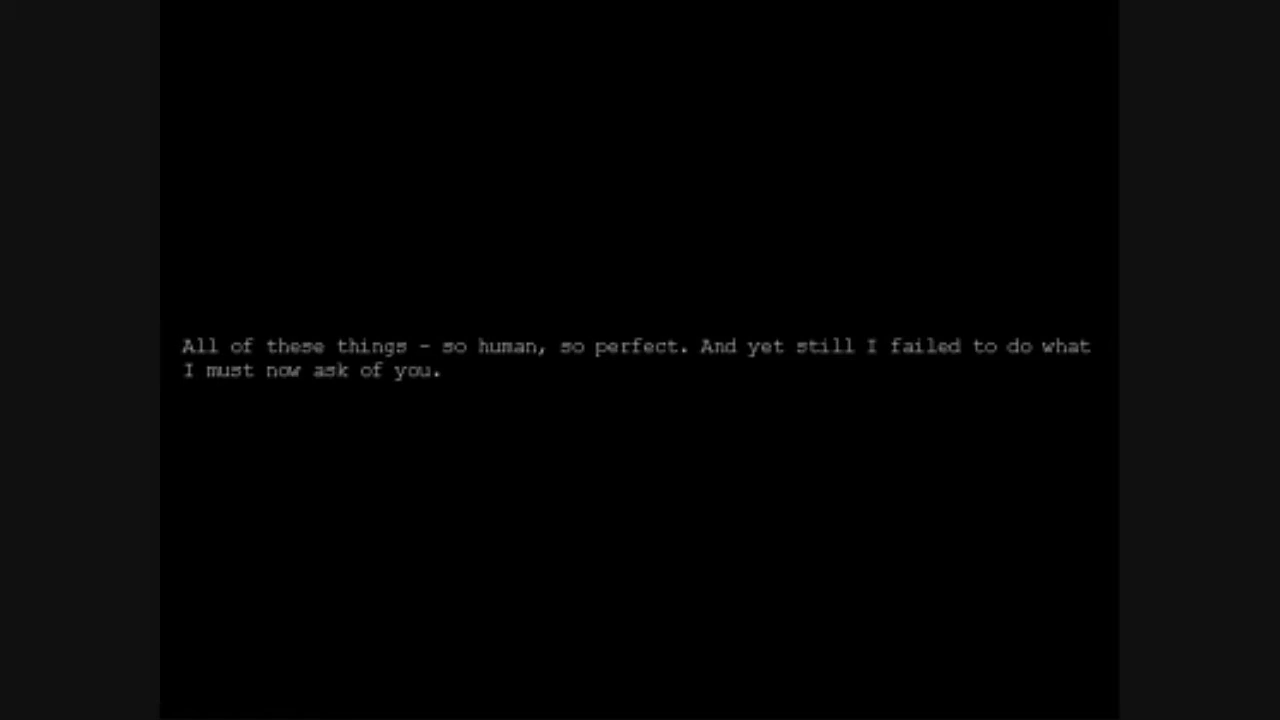 All of these things - so human, so perfect. And yet still I failed to do what
I must now ask of you.